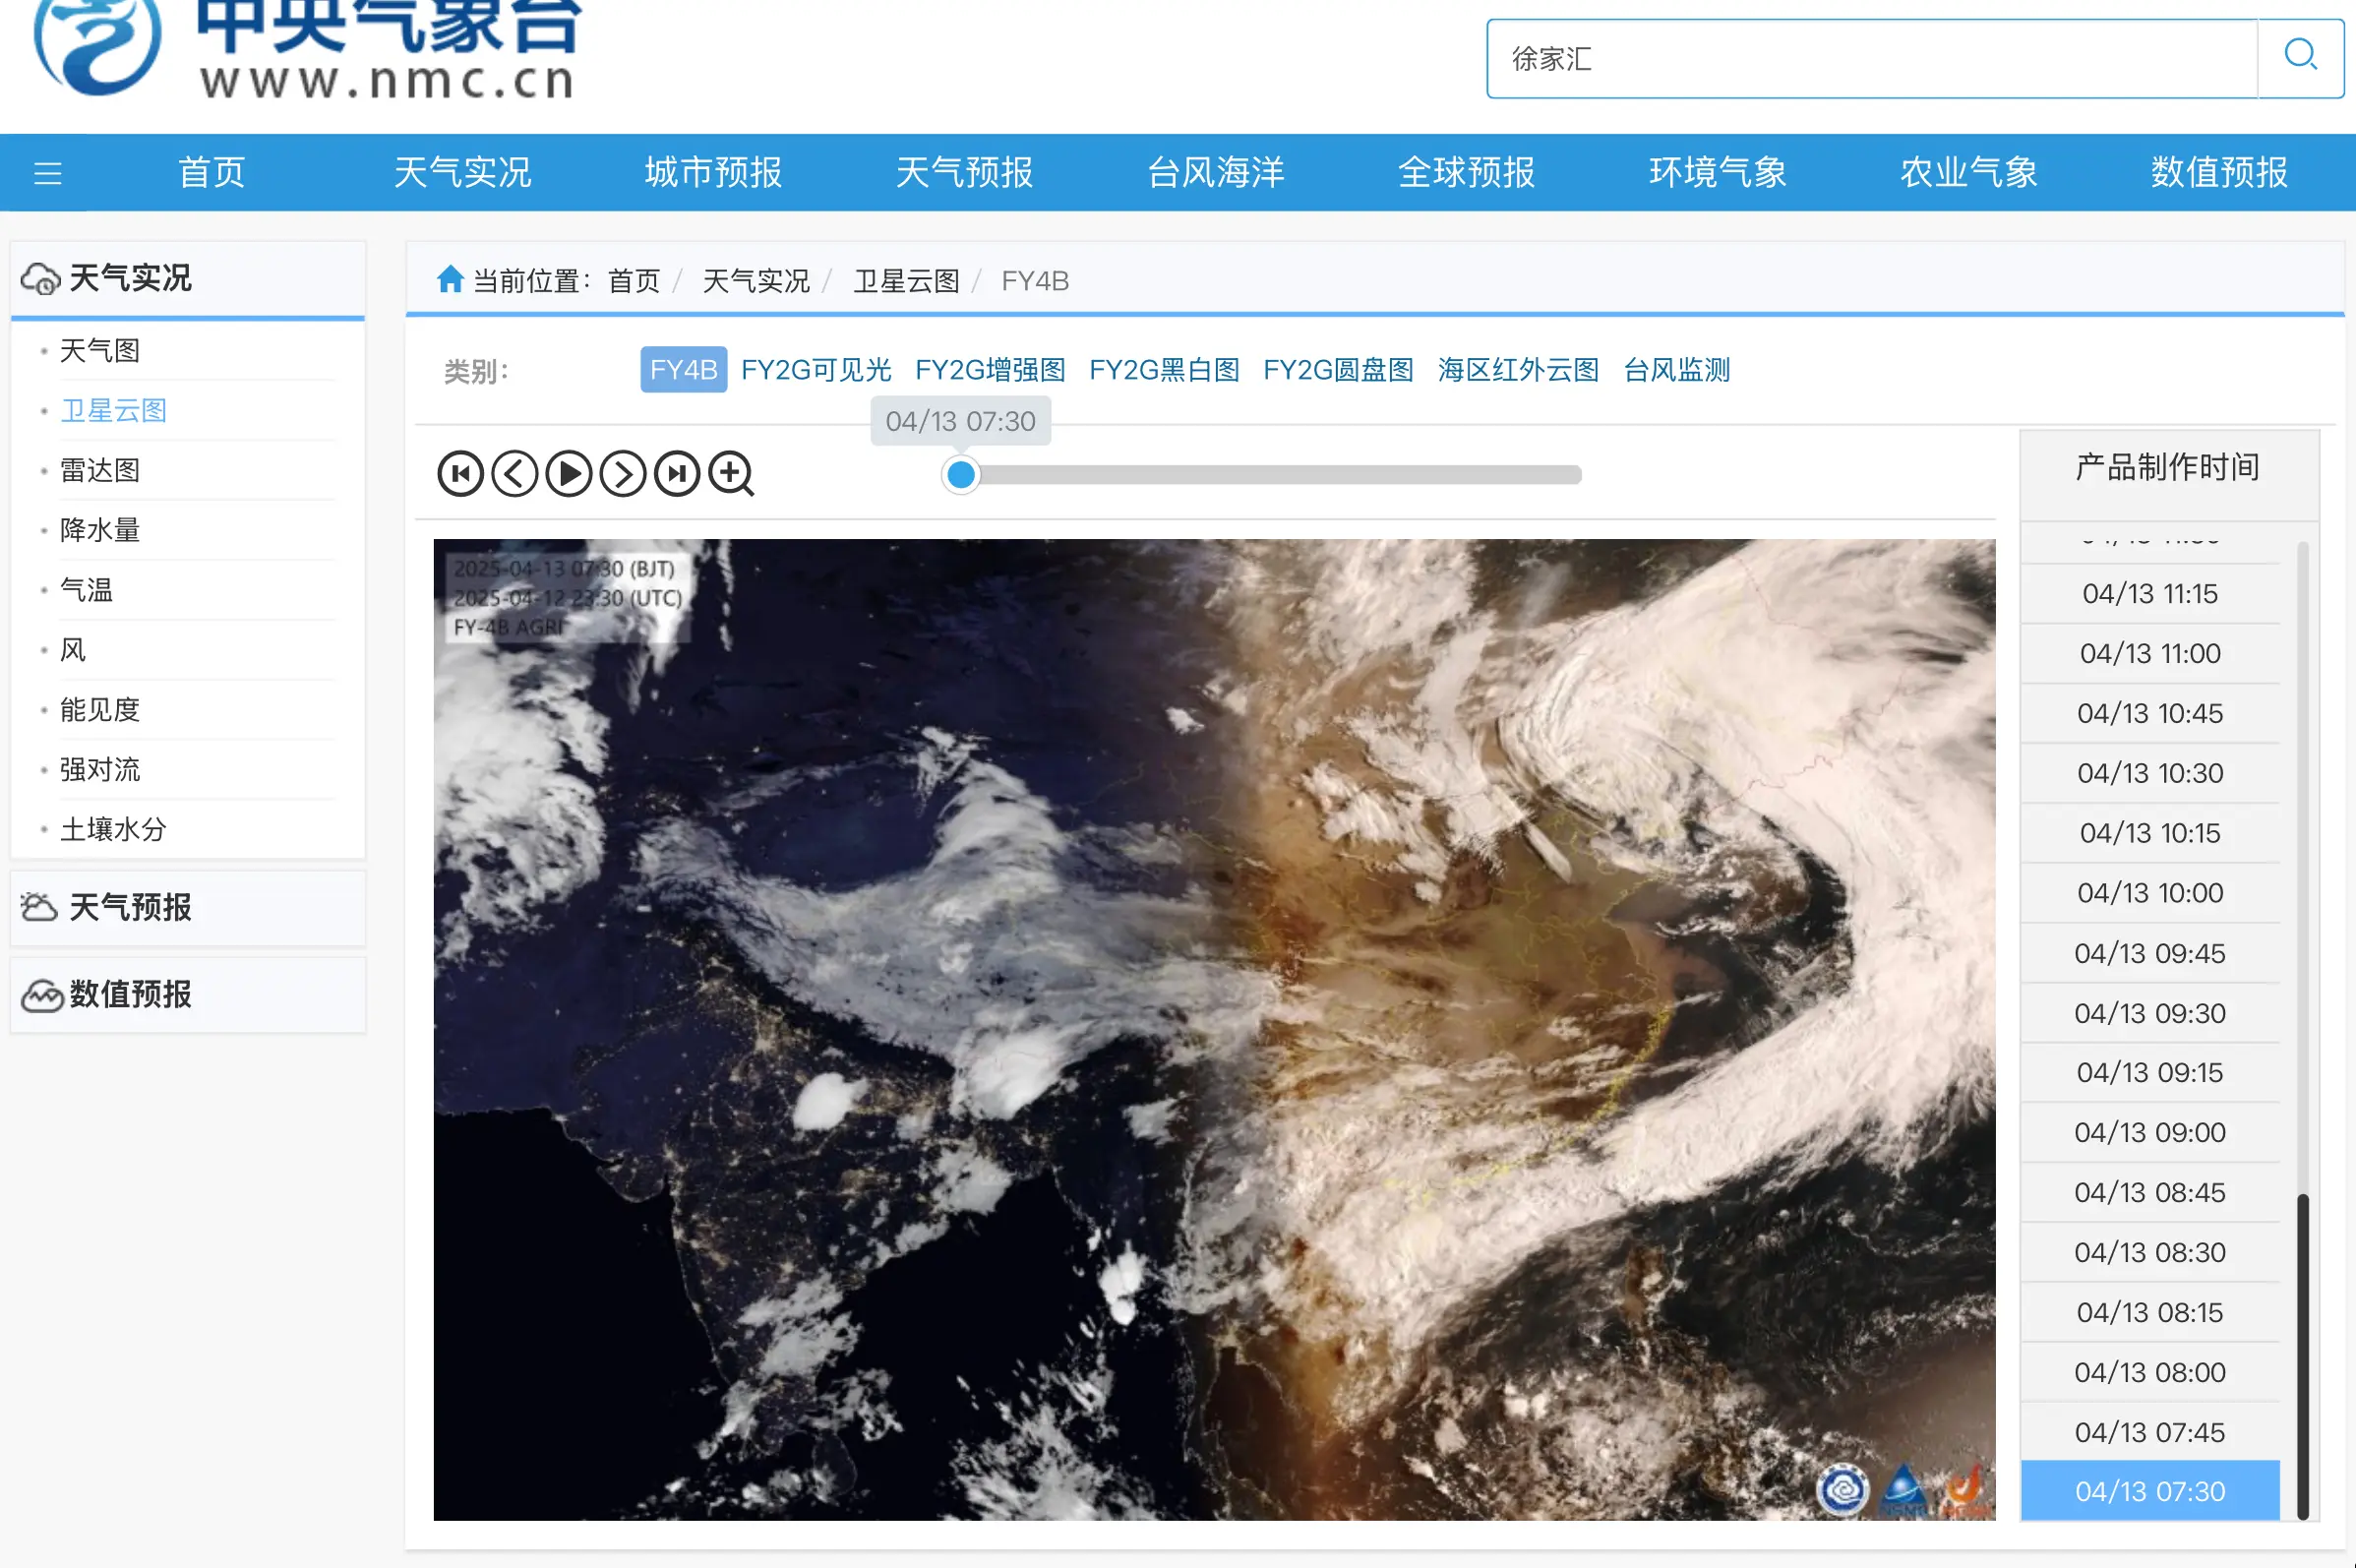 中央气象台
www.nmc.cn
徐家汇
首页 天气实况 城市预报 天气预报 台风海洋 全球预报 环境气象 农业气象 数值预报
天气实况
天气图
卫星云图
雷达图
降水量
气温
风
能见度
强对流
土壤水分
天气预报
数值预报
当前位置：首页 / 天气实况 / 卫星云图 / FY4B
类别： FY4B FY2G可见光 FY2G增强图 FY2G黑白图 FY2G圆盘图 海区红外云图 台风监测
04/13 07:30
2025-04-13 07:30 (BJT)
2025-04-12 23:30 (UTC)
FY-4B AGRI
产品制作时间
04/13 11:15
04/13 11:00
04/13 10:45
04/13 10:30
04/13 10:15
04/13 10:00
04/13 09:45
04/13 09:30
04/13 09:15
04/13 09:00
04/13 08:45
04/13 08:30
04/13 08:15
04/13 08:00
04/13 07:45
04/13 07:30